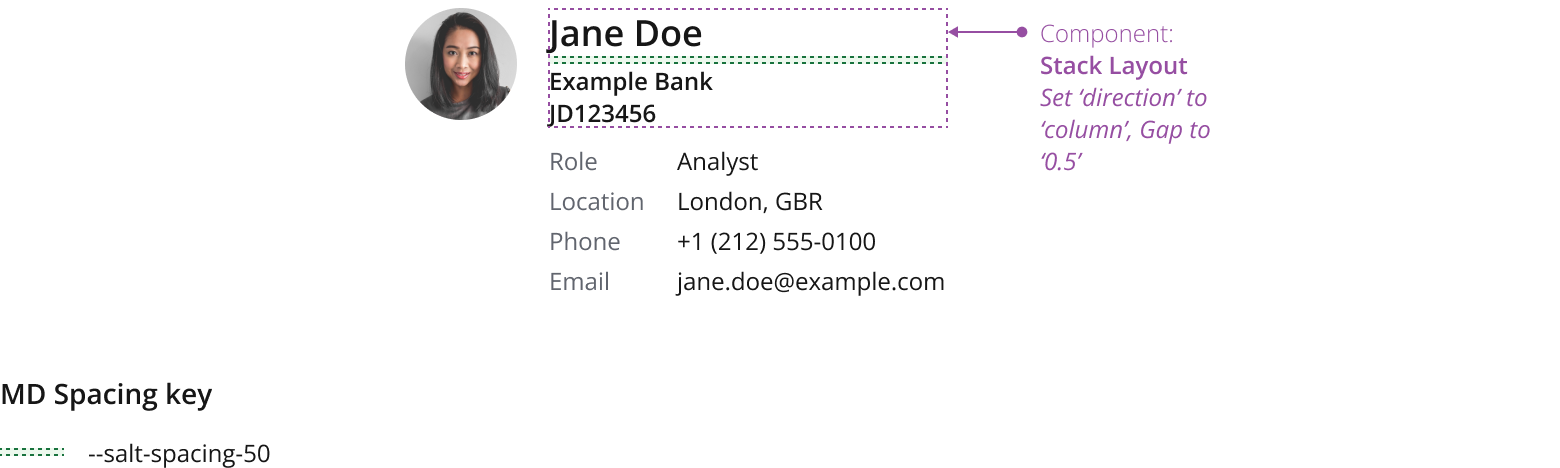 Jane Doe
Example Bank
JD123456
Role Analyst
Location London, GBR
Phone +1 (212) 555-0100
Email jane.doe@example.com
Component:
Stack Layout
Set ‘direction’ to
‘column’, Gap to
‘0.5’
MD Spacing key
--salt-spacing-50